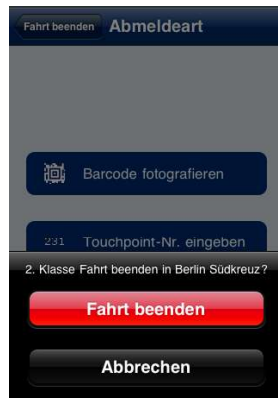 Fahrt beenden Abmeldeart
Barcode fotografieren
231 Touchpoint-Nr. eingeben
2. Klasse Fahrt beenden in Berlin Südkreuz?
Fahrt beenden
Abbrechen